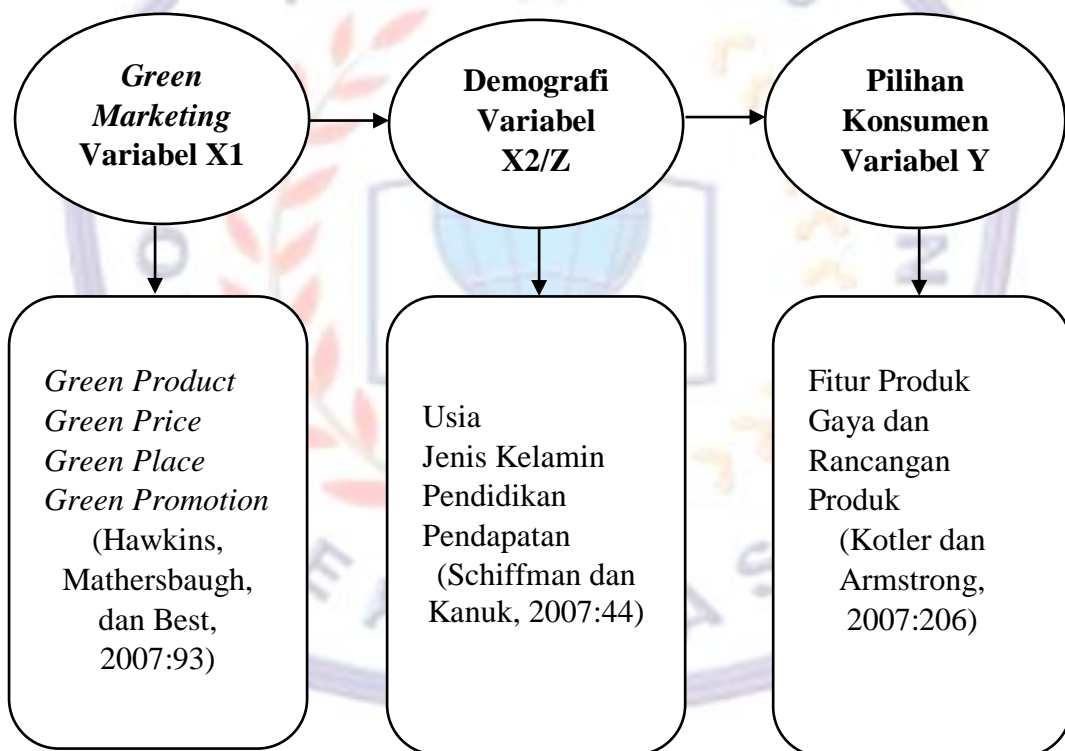 Green
Marketing
Variabel X1
Demografi
Variabel
X2/Z
Pilihan
Konsumen
Variabel Y
Green Product
Green Price
Green Place
Green Promotion
(Hawkins,
Mathersbaugh,
dan Best,
2007:93)
Usia
Jenis Kelamin
Pendidikan
Pendapatan
(Schiffman dan
Kanuk, 2007:44)
Fitur Produk
Gaya dan
Rancangan
Produk
(Kotler dan
Armstrong,
2007:206)